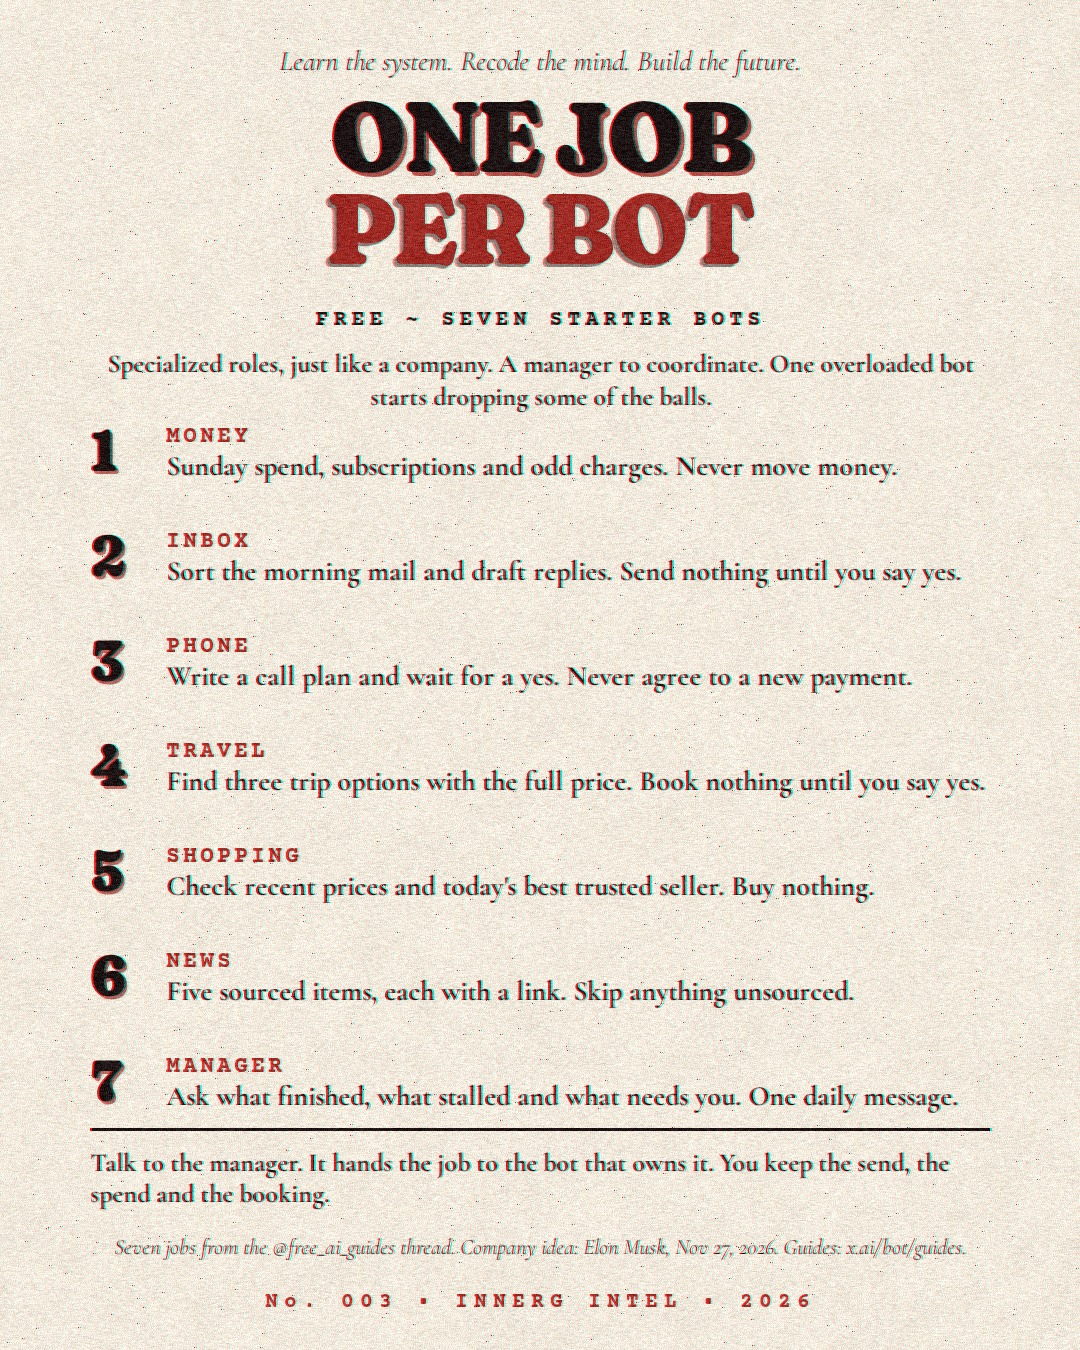 Learn the system. Recode the mind. Build the future.
ONE JOB
PER BOT
FREE ~ SEVEN STARTER BOTS
Specialized roles, just like a company. A manager to coordinate. One overloaded bot
starts dropping some of the balls.
1
MONEY
Sunday spend, subscriptions and odd charges. Never move money.
2
INBOX
Sort the morning mail and draft replies. Send nothing until you say yes.
3
PHONE
Write a call plan and wait for a yes. Never agree to a new payment.
4
TRAVEL
Find three trip options with the full price. Book nothing until you say yes.
5
SHOPPING
Check recent prices and today's best trusted seller. Buy nothing.
6
NEWS
Five sourced items, each with a link. Skip anything unsourced.
7
MANAGER
Ask what finished, what stalled and what needs you. One daily message.
Talk to the manager. It hands the job to the bot that owns it. You keep the send, the
spend and the booking.
Seven jobs from the @free_ai_guides thread. Company idea: Elon Musk, Nov 27, 2026. Guides: x.ai/bot/guides.
No. 003 ▪ INNERG INTEL ▪ 2026